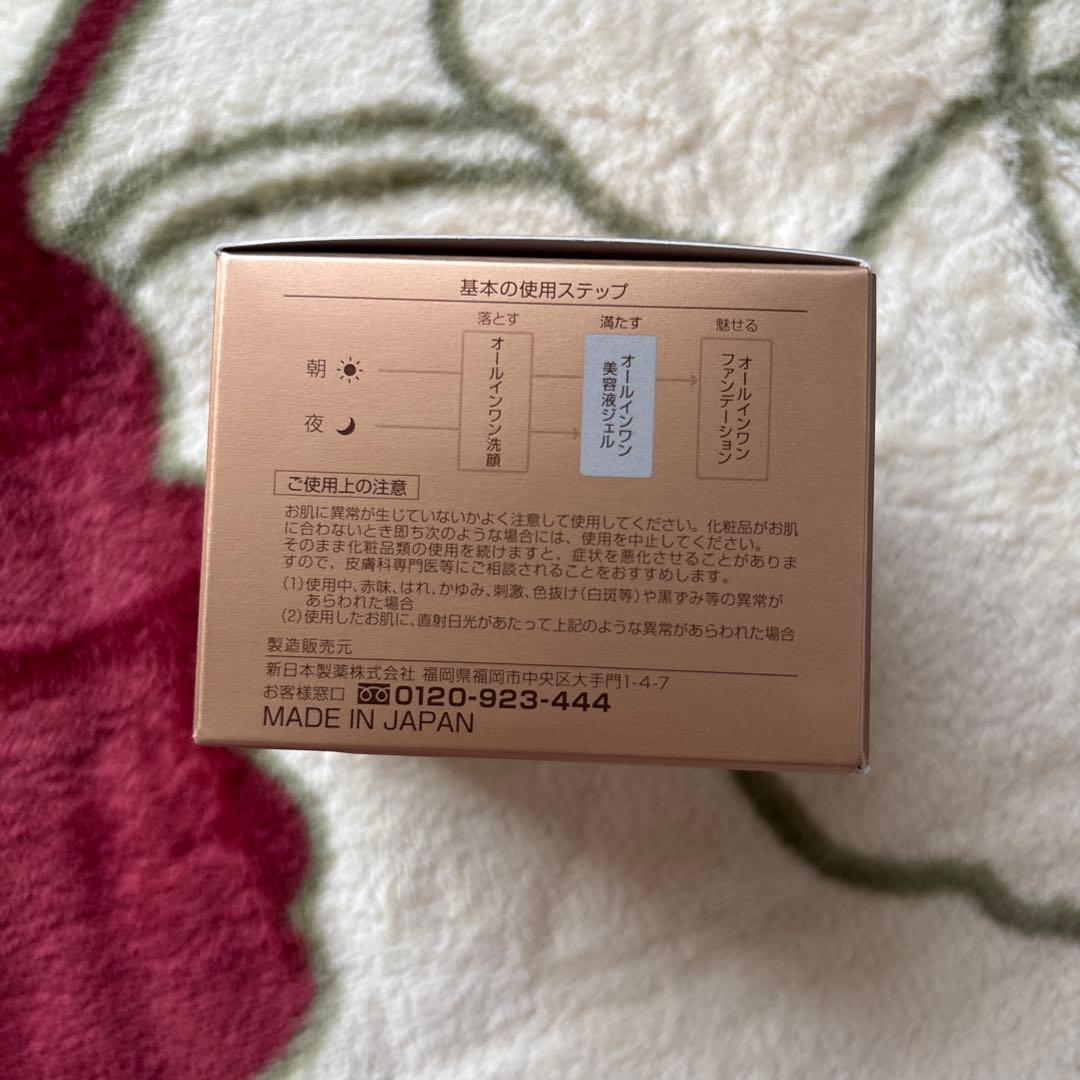 基本の使用ステップ
落とす 満たす 魅せる
朝
夜
オールインワン洗顔
オールインワン
美容液ジェル
オールインワン
ファンデーション
ご使用上の注意
お肌に異常が生じていないかよく注意して使用してください。化粧品がお肌
に合わないとき即ち次のような場合には、使用を中止してください。
そのまま化粧品類の使用を続けますと、症状を悪化させることがありま
すので、皮膚科専門医等にご相談されることをおすすめします。
(1)使用中、赤味、はれ、かゆみ、刺激、色抜け(白斑等)や黒ずみ等の異常が
あらわれた場合
(2)使用したお肌に、直射日光があたって上記のような異常があらわれた場合
製造販売元
新日本製薬株式会社 福岡県福岡市中央区大手門1-4-7
お客様窓口 0120-923-444
MADE IN JAPAN